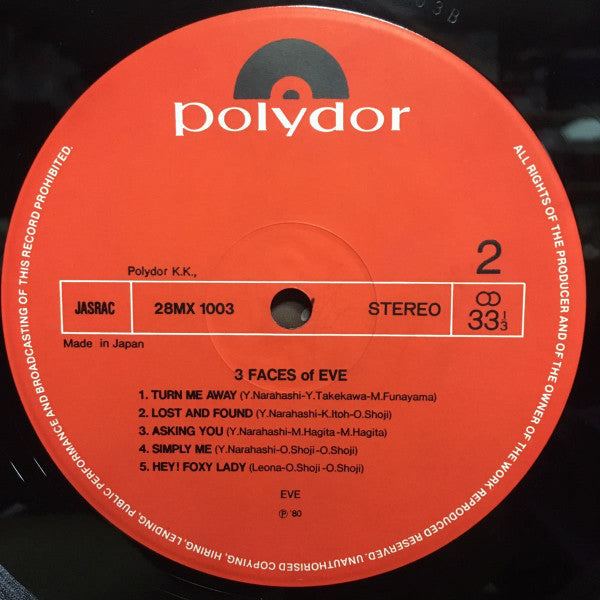 polydor
ALL RIGHTS OF THE PRODUCER AND OF THE OWNER OF THE WORK REPRODUCED RESERVED. UNAUTHORISED COPYING, HIRING, LENDING, PUBLIC PERFORMANCE AND BROADCASTING OF THIS RECORD PROHIBITED.
2
Polydor K.K.,
JASRAC 28MX 1003 STEREO 33 1/3
Made in Japan
3 FACES of EVE
1. TURN ME AWAY (Y.Narahashi-Y.Takekawa-M.Funayama)
2. LOST AND FOUND (Y.Narahashi-K.Itoh-O.Shoji)
3. ASKING YOU (Y.Narahashi-M.Hagita-M.Hagita)
4. SIMPLY ME (Y.Narahashi-O.Shoji-O.Shoji)
5. HEY! FOXY LADY (Leona-O.Shoji-O.Shoji)
EVE
℗ '80